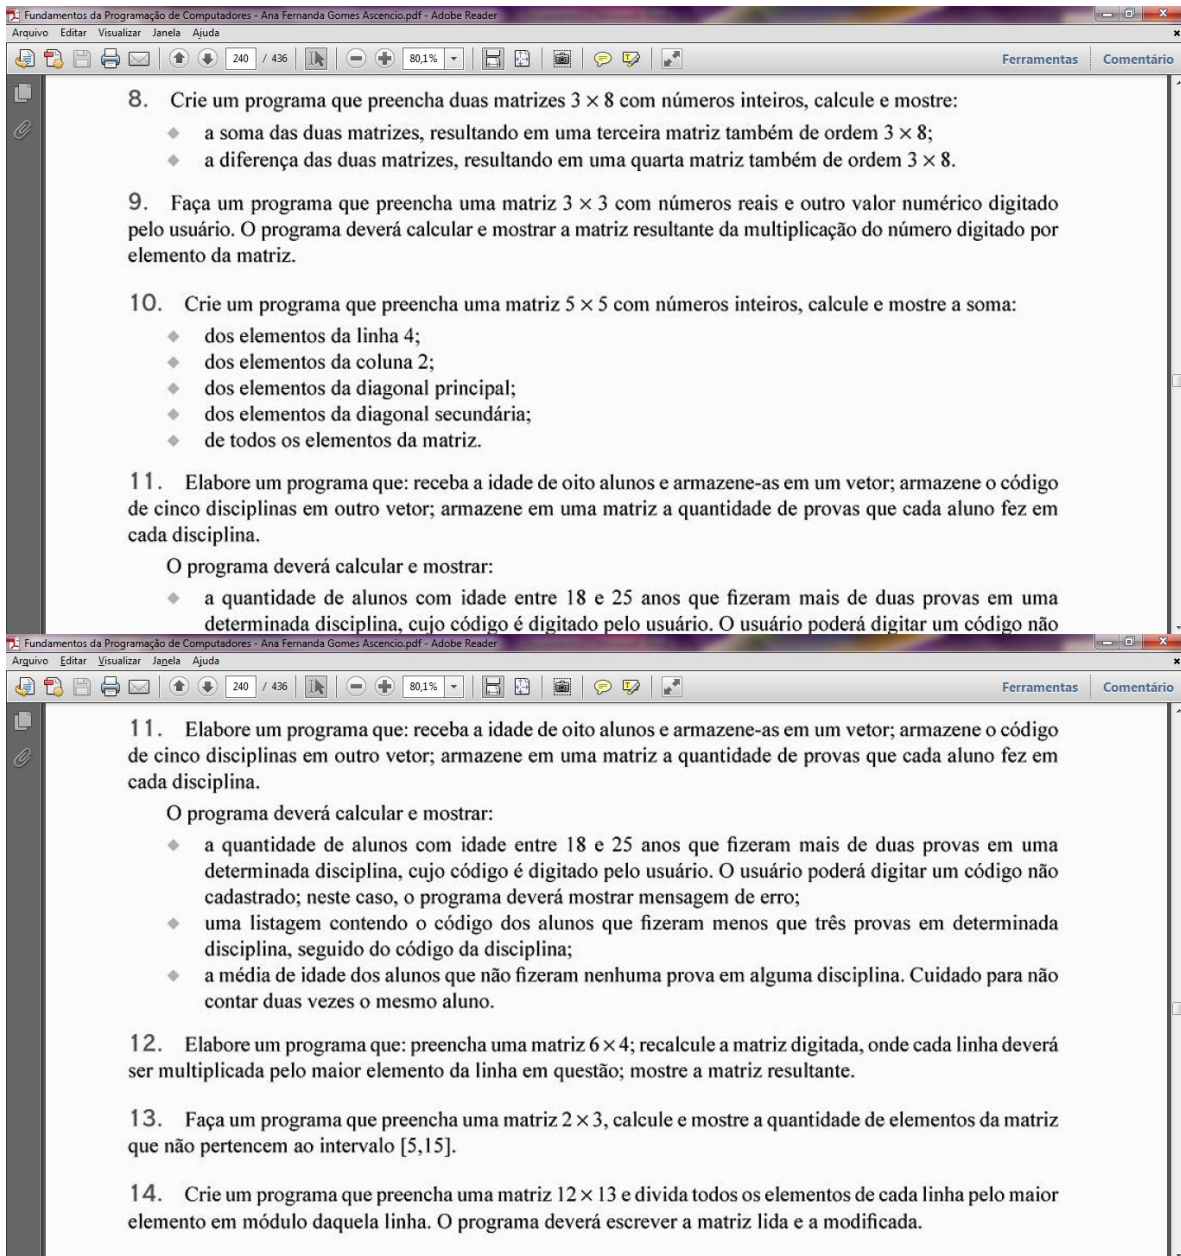 Fundamentos da Programação de Computadores - Ana Fernanda Gomes Ascencio.pdf - Adobe Reader
Arquivo Editar Visualizar Janela Ajuda
240 / 436 80,1% Ferramentas Comentário
8. Crie um programa que preencha duas matrizes 3 × 8 com números inteiros, calcule e mostre:
a soma das duas matrizes, resultando em uma terceira matriz também de ordem 3 × 8;
a diferença das duas matrizes, resultando em uma quarta matriz também de ordem 3 × 8.
9. Faça um programa que preencha uma matriz 3 × 3 com números reais e outro valor numérico digitado
pelo usuário. O programa deverá calcular e mostrar a matriz resultante da multiplicação do número digitado por
elemento da matriz.
10. Crie um programa que preencha uma matriz 5 × 5 com números inteiros, calcule e mostre a soma:
dos elementos da linha 4;
dos elementos da coluna 2;
dos elementos da diagonal principal;
dos elementos da diagonal secundária;
de todos os elementos da matriz.
11. Elabore um programa que: receba a idade de oito alunos e armazene-as em um vetor; armazene o código
de cinco disciplinas em outro vetor; armazene em uma matriz a quantidade de provas que cada aluno fez em
cada disciplina.
O programa deverá calcular e mostrar:
a quantidade de alunos com idade entre 18 e 25 anos que fizeram mais de duas provas em uma
determinada disciplina, cujo código é digitado pelo usuário. O usuário poderá digitar um código não
Fundamentos da Programação de Computadores - Ana Fernanda Gomes Ascencio.pdf - Adobe Reader
Arquivo Editar Visualizar Janela Ajuda
240 / 436 80,1% Ferramentas Comentário
11. Elabore um programa que: receba a idade de oito alunos e armazene-as em um vetor; armazene o código
de cinco disciplinas em outro vetor; armazene em uma matriz a quantidade de provas que cada aluno fez em
cada disciplina.
O programa deverá calcular e mostrar:
a quantidade de alunos com idade entre 18 e 25 anos que fizeram mais de duas provas em uma
determinada disciplina, cujo código é digitado pelo usuário. O usuário poderá digitar um código não
cadastrado; neste caso, o programa deverá mostrar mensagem de erro;
uma listagem contendo o código dos alunos que fizeram menos que três provas em determinada
disciplina, seguido do código da disciplina;
a média de idade dos alunos que não fizeram nenhuma prova em alguma disciplina. Cuidado para não
contar duas vezes o mesmo aluno.
12. Elabore um programa que: preencha uma matriz 6 × 4; recalcule a matriz digitada, onde cada linha deverá
ser multiplicada pelo maior elemento da linha em questão; mostre a matriz resultante.
13. Faça um programa que preencha uma matriz 2 × 3, calcule e mostre a quantidade de elementos da matriz
que não pertencem ao intervalo [5,15].
14. Crie um programa que preencha uma matriz 12 × 13 e divida todos os elementos de cada linha pelo maior
elemento em módulo daquela linha. O programa deverá escrever a matriz lida e a modificada.